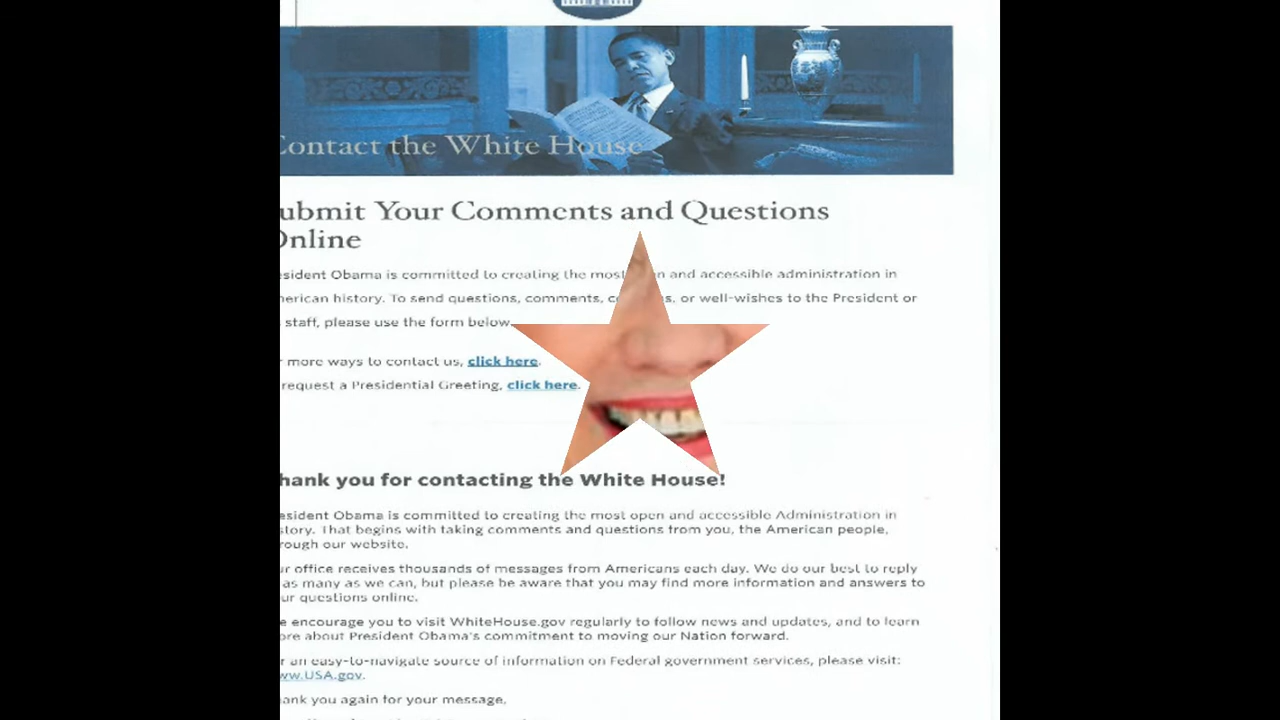 Contact the White House
ubmit Your Comments and Questions
Online
esident Obama is committed to creating the most and accessible administration in
nerican history. To send questions, comments, or well-wishes to the President or
staff, please use the form below
more ways to contact us, click here.
request a Presidential Greeting, click here.
hank you for contacting the White House!
esident Obama is committed to creating the most open and accessible Administration in
story. That begins with taking comments and questions from you, the American people,
rough our website.
ur office receives thousands of messages from Americans each day. We do our best to reply
as many as we can, but please be aware that you may find more information and answers to
ur questions online.
e encourage you to visit WhiteHouse.gov regularly to follow news and updates, and to learn
ore about President Obama's commitment to moving our Nation forward.
r an easy-to-navigate source of information on Federal government services, please visit:
ww.USA.gov.
ank you again for your message,